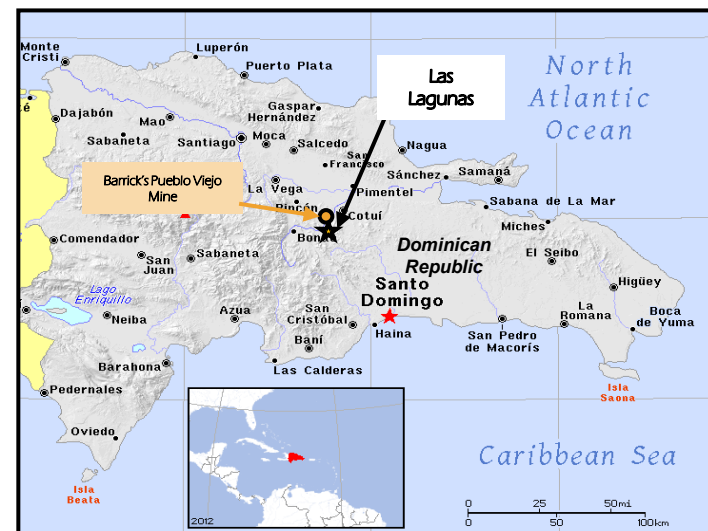 Monte
Cristi
Luperón
Puerto Plata
Las
Lagunas
North
Atlantic
Ocean
té
Dajabón
Mao
Gaspar
Hernández
Sabaneta
Santiago
Moca
Salcedo
Nagua
San
Francisco
Sánchez
Samaná
Barrick's Pueblo Viejo
Mine
La Vega
Pimentel
Rincón
Cotuí
Sabana de La Mar
Miches
Bonao
Comendador
Sabaneta
San
Juan
Dominican
Republic
El Seibo
Higüey
Santo
Domingo
Lago
Enriquillo
Neiba
Azua
San
Cristóbal
Haina
La
Romana
Boca
de Yuma
San Pedro
de Macorís
Baní
Barahona
Las Calderas
Isla
Saona
Pedernales
Oviedo
Isla
Beata
2012
Caribbean Sea
0 25 50mi
0 50 100km